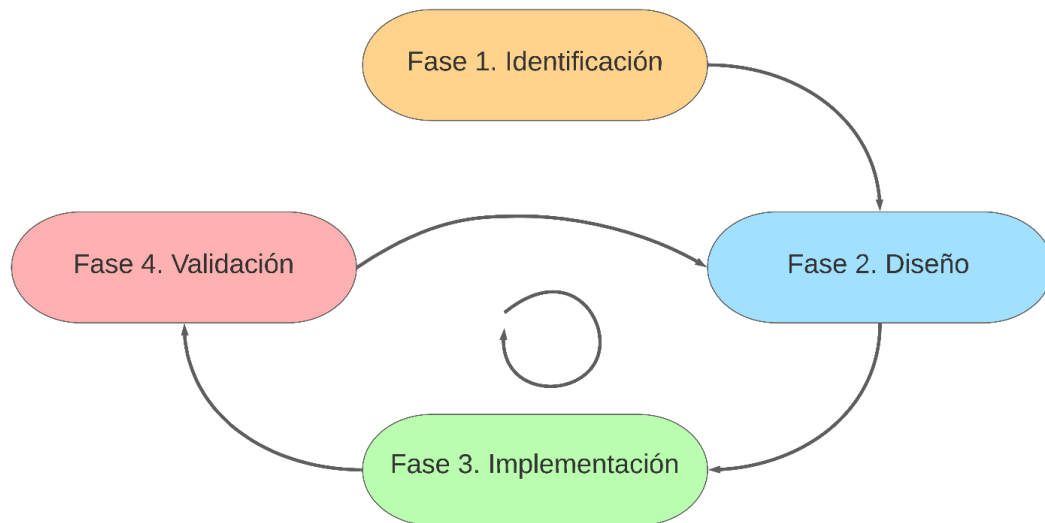 Fase 1. Identificación
Fase 4. Validación
Fase 2. Diseño
Fase 3. Implementación